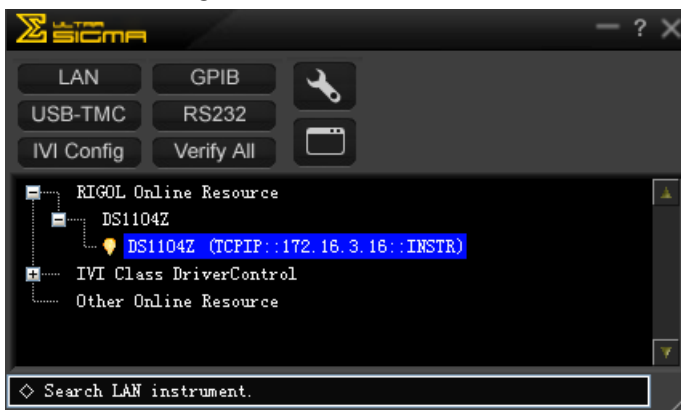 ULTRA
SIGMA
?
LAN GPIB
USB-TMC RS232
IVI Config Verify All
RIGOL Online Resource
DS1104Z
DS1104Z (TCPIP::172.16.3.16::INSTR)
IVI Class DriverControl
Other Online Resource
Search LAN instrument.